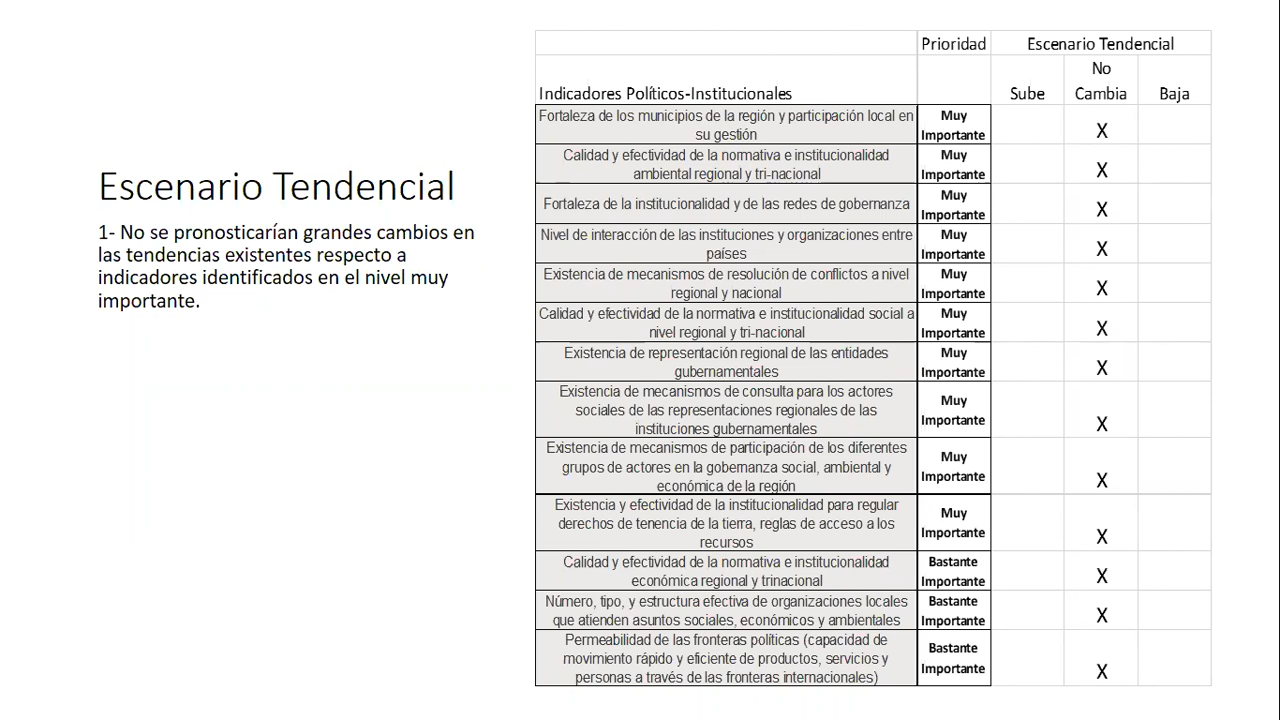 Escenario Tendencial
1- No se pronosticarían grandes cambios en
las tendencias existentes respecto a
indicadores identificados en el nivel muy
importante.
Prioridad Escenario Tendencial
Indicadores Políticos-Institucionales Sube No Cambia Baja
Fortaleza de los municipios de la región y participación local en
su gestión
Muy
Importante
X
Calidad y efectividad de la normativa e institucionalidad
ambiental regional y tri-nacional
Muy
Importante
X
Fortaleza de la institucionalidad y de las redes de gobernanza
Muy
Importante
X
Nivel de interacción de las instituciones y organizaciones entre
países
Muy
Importante
X
Existencia de mecanismos de resolución de conflictos a nivel
regional y nacional
Muy
Importante
X
Calidad y efectividad de la normativa e institucionalidad social a
nivel regional y tri-nacional
Muy
Importante
X
Existencia de representación regional de las entidades
gubernamentales
Muy
Importante
X
Existencia de mecanismos de consulta para los actores
sociales de las representaciones regionales de las
instituciones gubernamentales
Muy
Importante
X
Existencia de mecanismos de participación de los diferentes
grupos de actores en la gobernanza social, ambiental y
económica de la región
Muy
Importante
X
Existencia y efectividad de la institucionalidad para regular
derechos de tenencia de la tierra, reglas de acceso a los
recursos
Muy
Importante
X
Calidad y efectividad de la normativa e institucionalidad
económica regional y trinacional
Bastante
Importante
X
Número, tipo, y estructura efectiva de organizaciones locales
que atienden asuntos sociales, económicos y ambientales
Bastante
Importante
X
Permeabilidad de las fronteras políticas (capacidad de
movimiento rápido y eficiente de productos, servicios y
personas a través de las fronteras internacionales)
Bastante
Importante
X